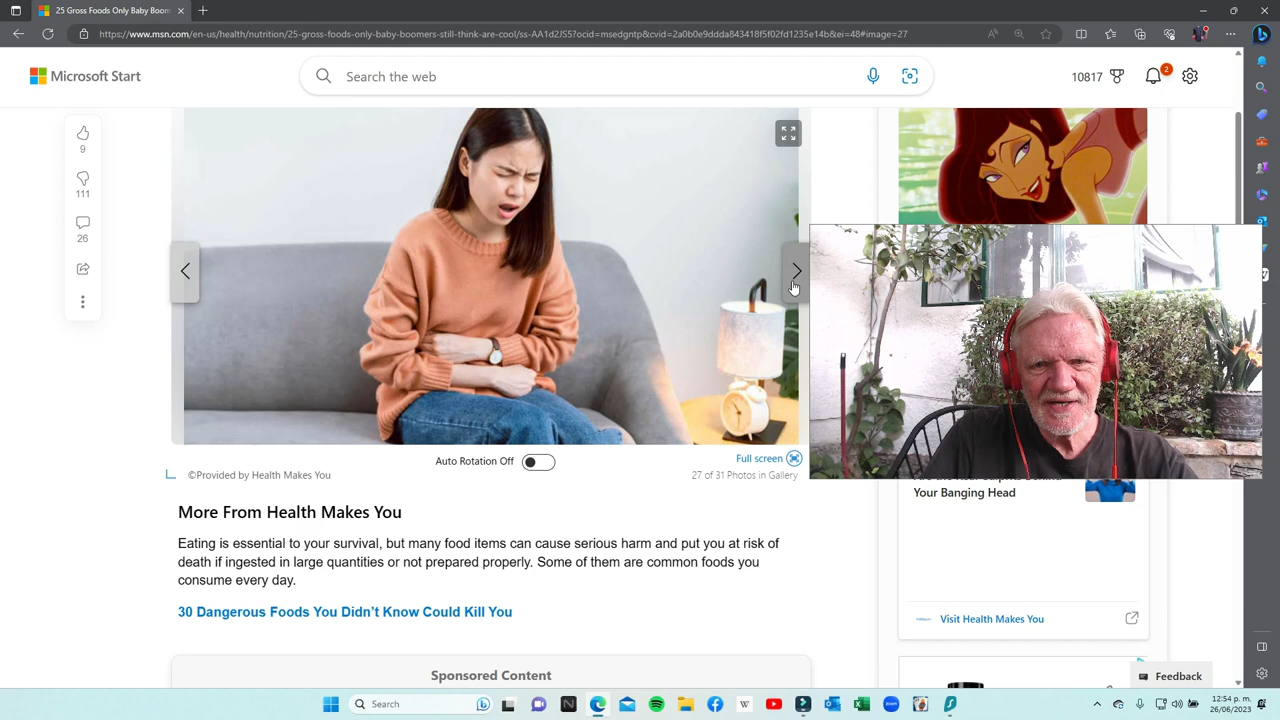 25 Gross Foods Only Baby Boom
https://www.msn.com/en-us/health/nutrition/25-gross-foods-only-baby-boomers-still-think-are-cool/ss-AA1d2JS5?ocid=msedgntp&cvid=2a0b0e9ddda843418f5f02fd1235e14b&ei=48#image=27
Microsoft Start
Search the web
10817
2
9
111
26
Auto Rotation Off
Full screen
©Provided by Health Makes You
27 of 31 Photos in Gallery
Your Banging Head
More From Health Makes You
Eating is essential to your survival, but many food items can cause serious harm and put you at risk of
death if ingested in large quantities or not prepared properly. Some of them are common foods you
consume every day.
30 Dangerous Foods You Didn't Know Could Kill You
Visit Health Makes You
Sponsored Content
Feedback
Search
12:54 p. m.
26/06/2023